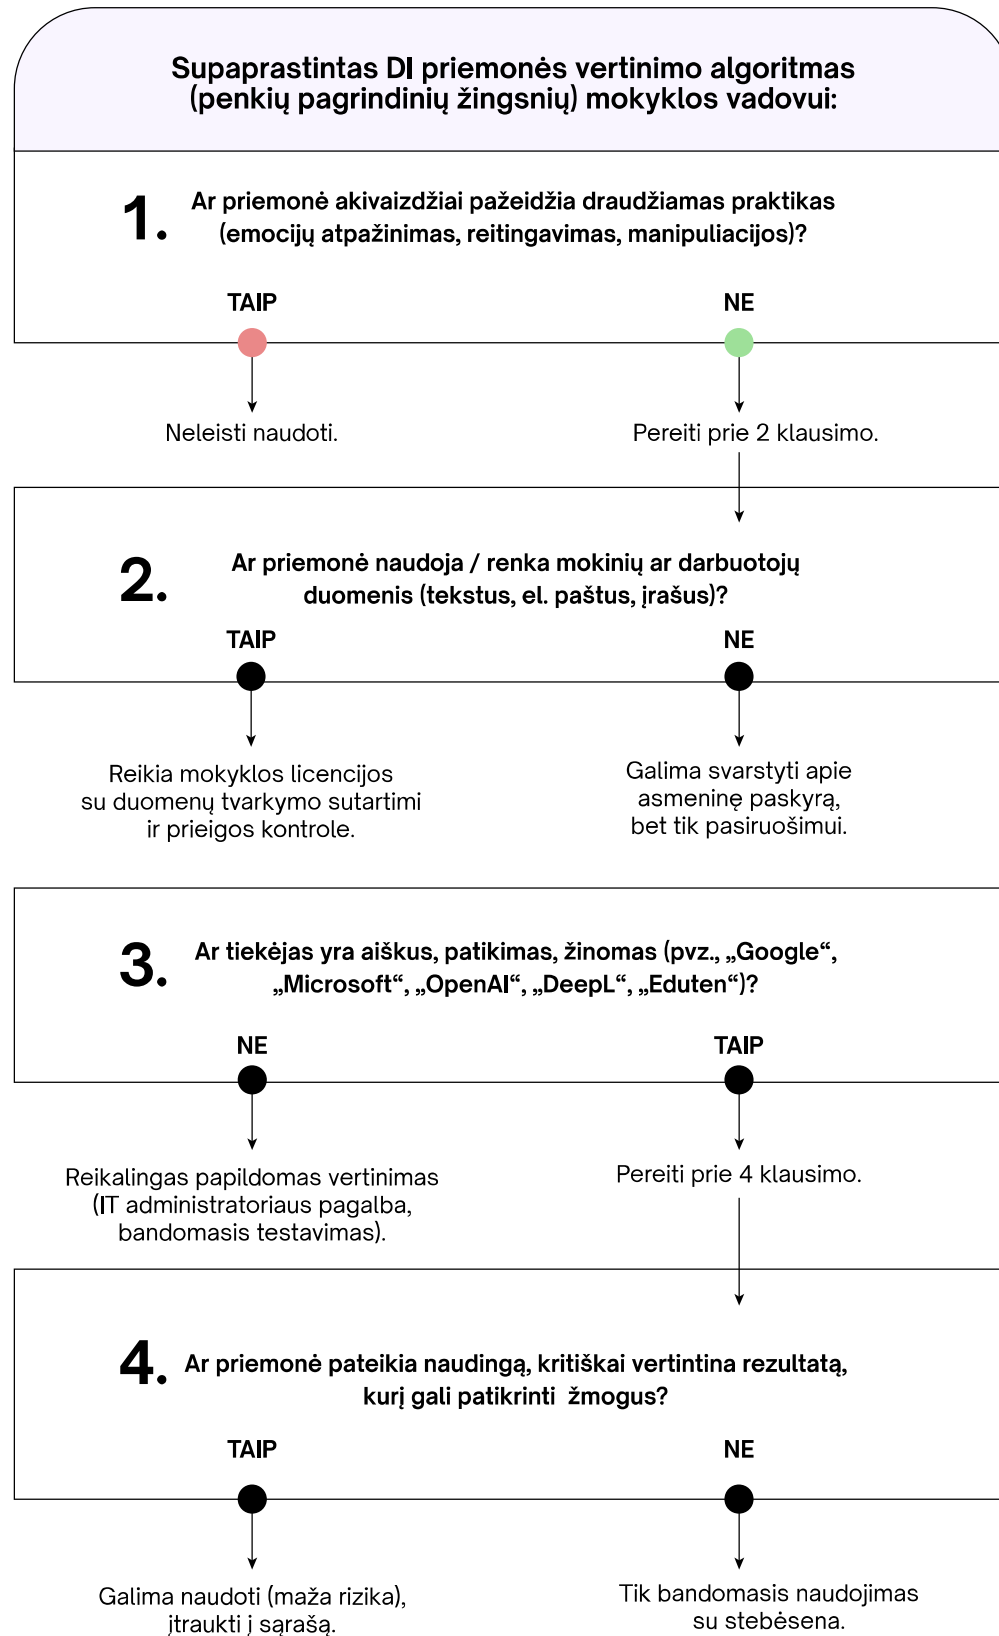 Supaprastintas DI priemonės vertinimo algoritmas
(penkių pagrindinių žingsnių) mokyklos vadovui:
1. Ar priemonė akivaizdžiai pažeidžia draudžiamas praktikas
(emocijų atpažinimas, reitingavimas, manipuliacijos)?
TAIP NE
Neleisti naudoti. Pereiti prie 2 klausimo.
2. Ar priemonė naudoja / renka mokinių ar darbuotojų
duomenis (tekstus, el. paštus, įrašus)?
TAIP NE
Reikia mokyklos licencijos
su duomenų tvarkymo sutartimi
ir prieigos kontrole.
Galima svarstyti apie
asmeninę paskyrą,
bet tik pasiruošimui.
3. Ar tiekėjas yra aiškus, patikimas, žinomas (pvz., „Google“,
„Microsoft“, „OpenAI“, „DeepL“, „Eduten“)?
NE TAIP
Reikalingas papildomas vertinimas
(IT administratoriaus pagalba,
bandomasis testavimas).
Pereiti prie 4 klausimo.
4. Ar priemonė pateikia naudingą, kritiškai vertintina rezultatą,
kurį gali patikrinti žmogus?
TAIP NE
Galima naudoti (maža rizika),
įtraukti į sąrašą.
Tik bandomasis naudojimas
su stebėsena.